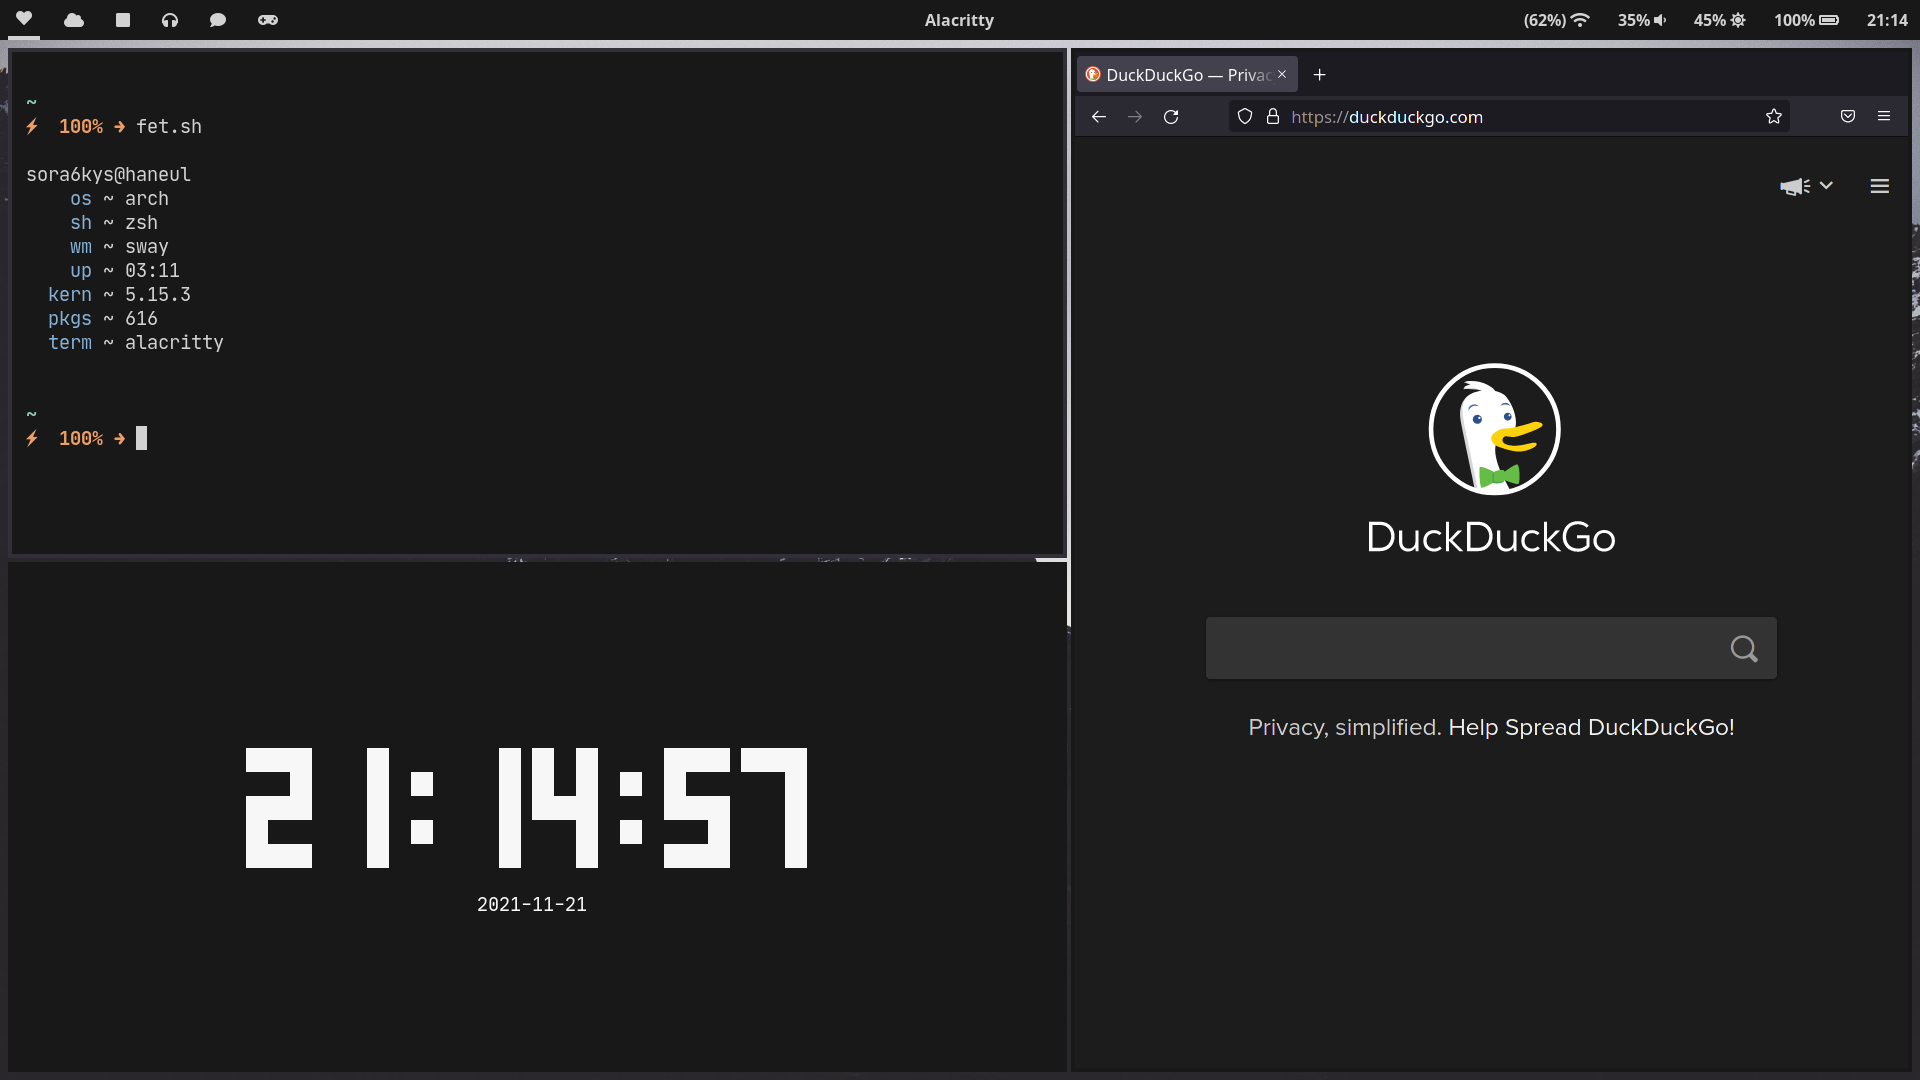 Alacritty
(62%) 35% 45% 100% 21:14
~
100% ➜ fet.sh
sora6kys@haneul
os ~ arch
sh ~ zsh
wm ~ sway
up ~ 03:11
kern ~ 5.15.3
pkgs ~ 616
term ~ alacritty
~
100% ➜
21:14:57
2021-11-21
DuckDuckGo — Privac
https://duckduckgo.com
DuckDuckGo
Privacy, simplified. Help Spread DuckDuckGo!